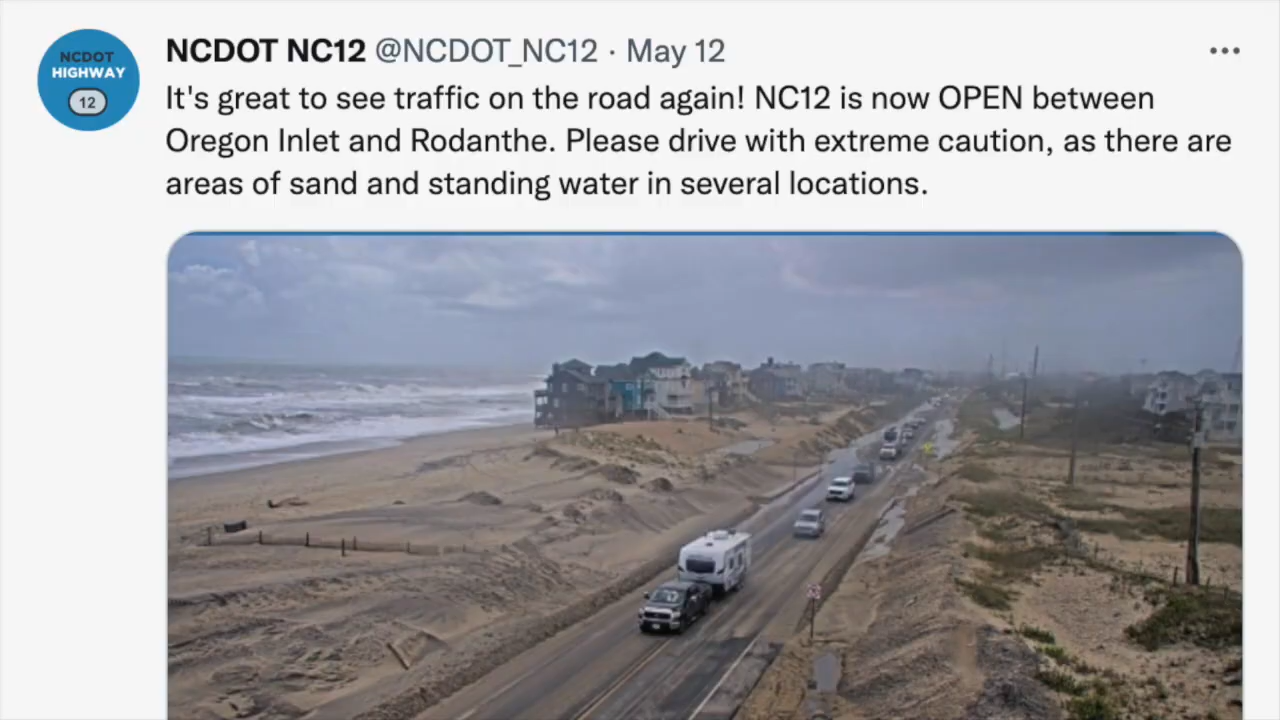 NCDOT
HIGHWAY
12
NCDOT NC12 @NCDOT_NC12 · May 12
It's great to see traffic on the road again! NC12 is now OPEN between
Oregon Inlet and Rodanthe. Please drive with extreme caution, as there are
areas of sand and standing water in several locations.